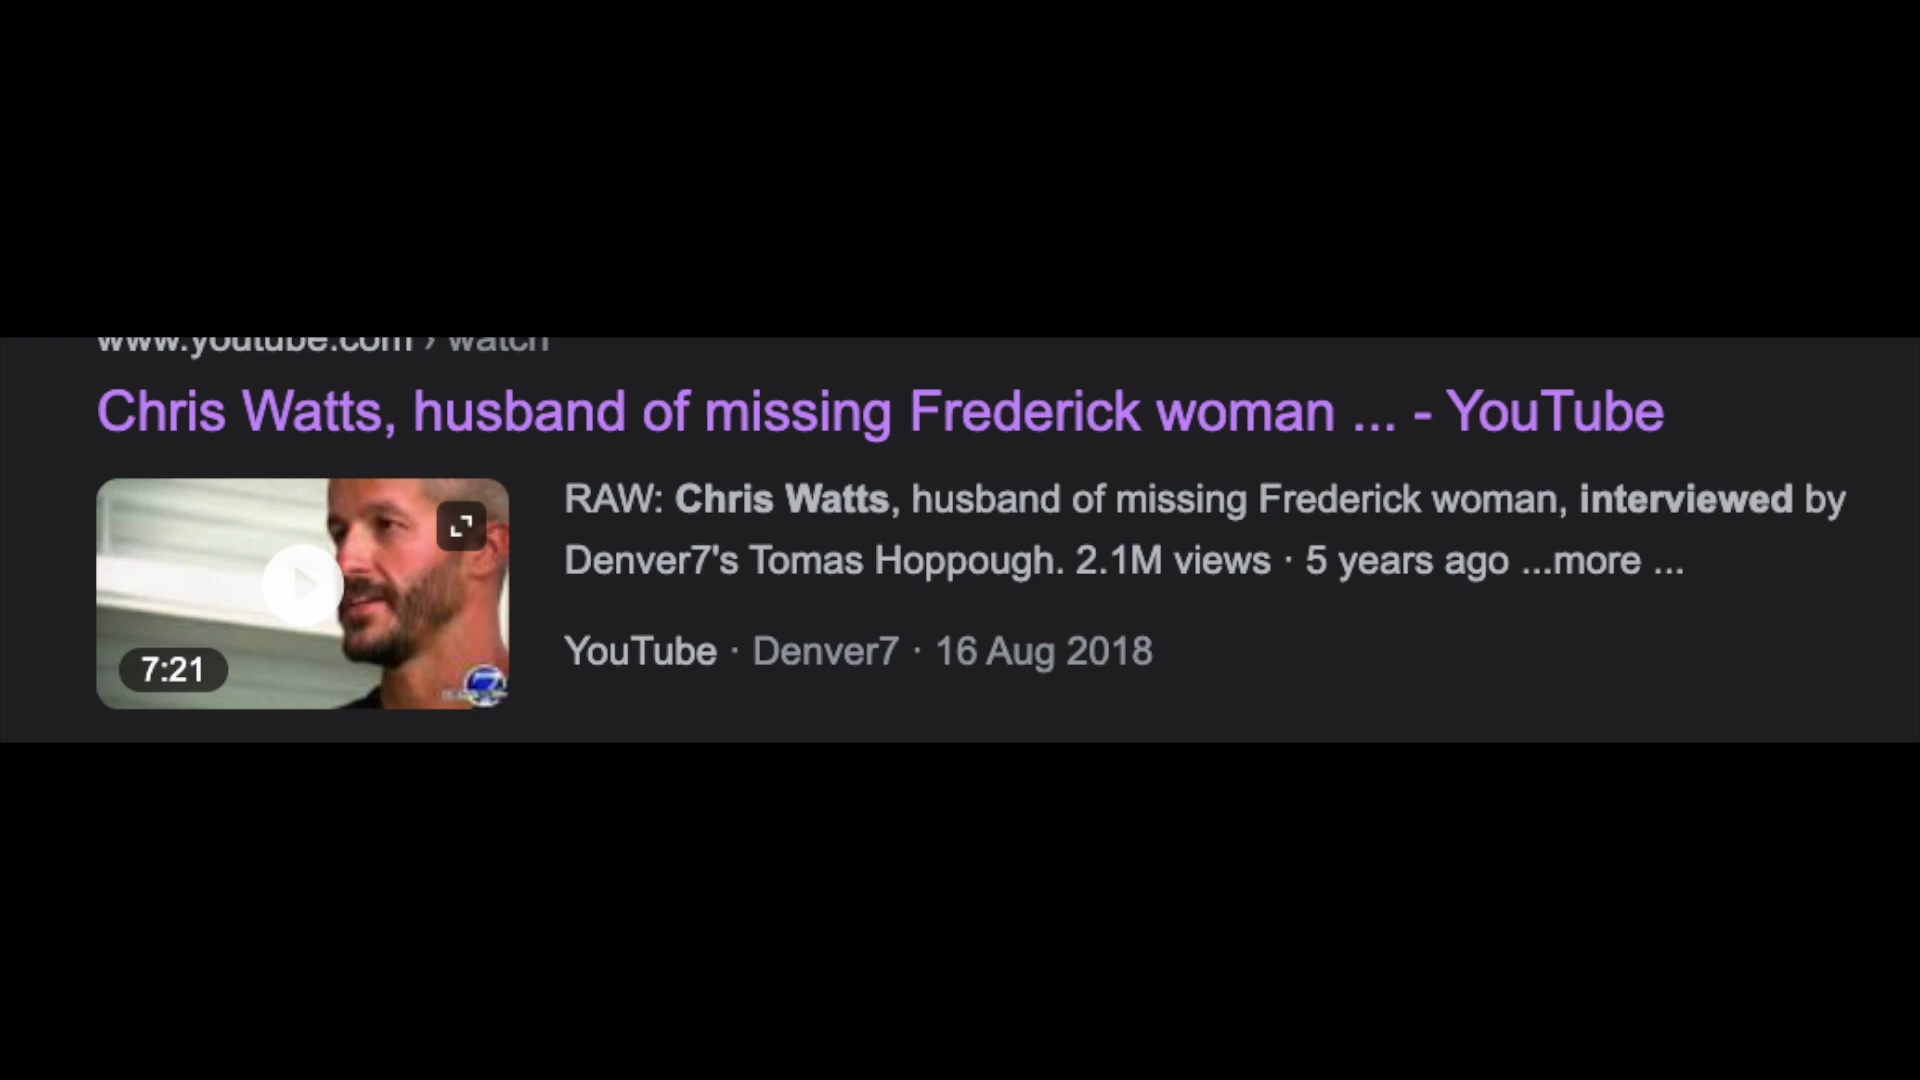 www.youtube.com › watch
Chris Watts, husband of missing Frederick woman ... - YouTube
RAW: Chris Watts, husband of missing Frederick woman, interviewed by
Denver7's Tomas Hoppough. 2.1M views · 5 years ago ...more ...
YouTube · Denver7 · 16 Aug 2018
7:21
7